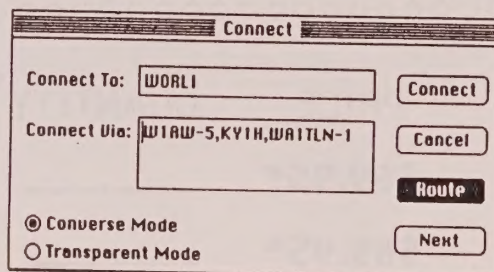 Connect
Connect To: WORLI
Connect
Connect Via: W1AW-5,KY1H,WA1TLN-1
Cancel
Route
Converse Mode
Next
Transparent Mode